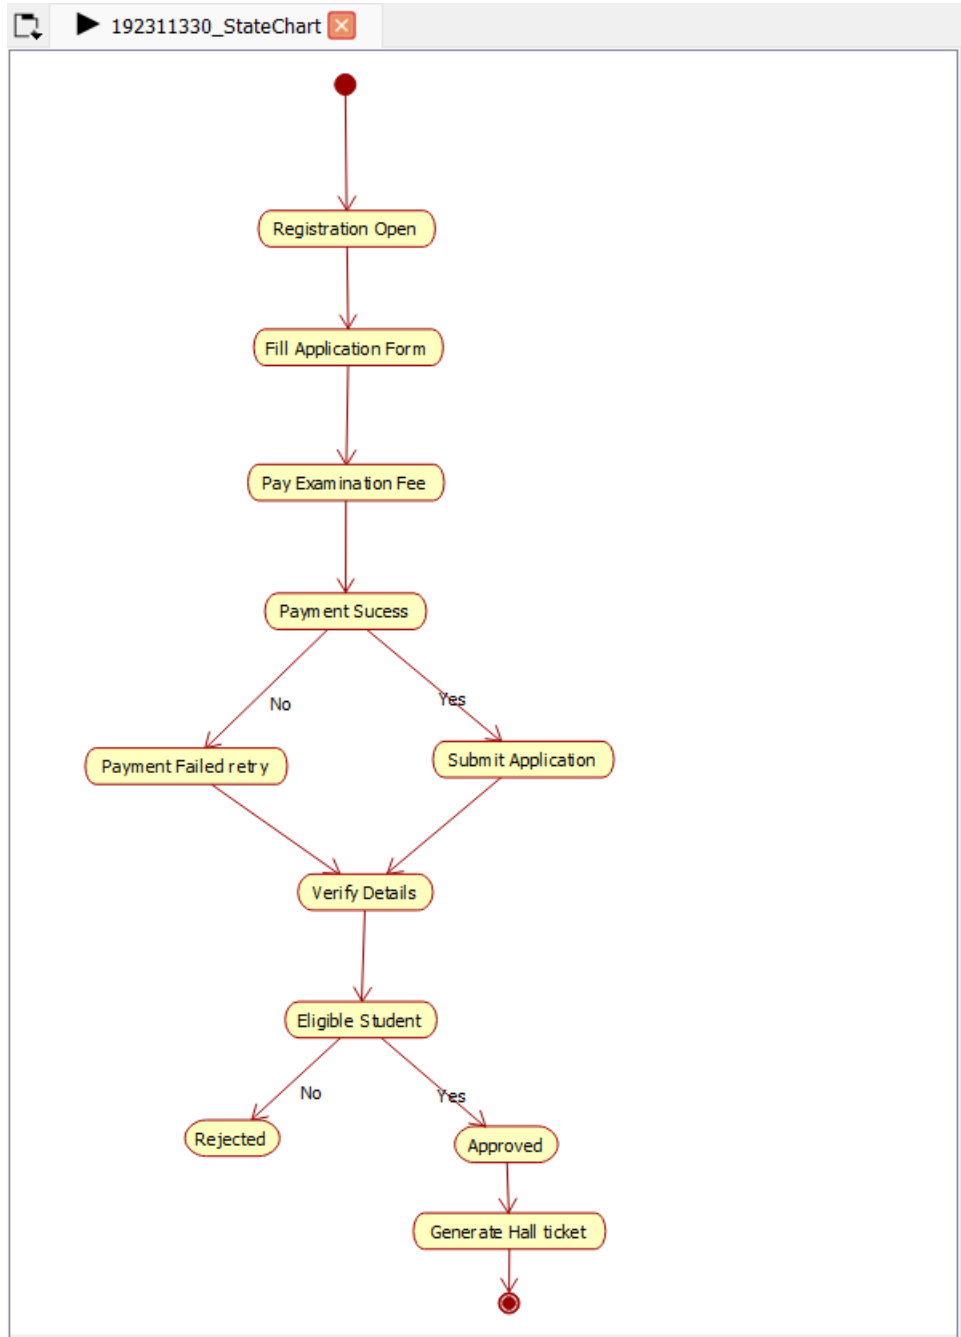 192311330_StateChart
Registration Open
Fill Application Form
Pay Examination Fee
Payment Sucess
No
Yes
Payment Failed retry
Submit Application
Verify Details
Eligible Student
No
Yes
Rejected
Approved
Generate Hall ticket